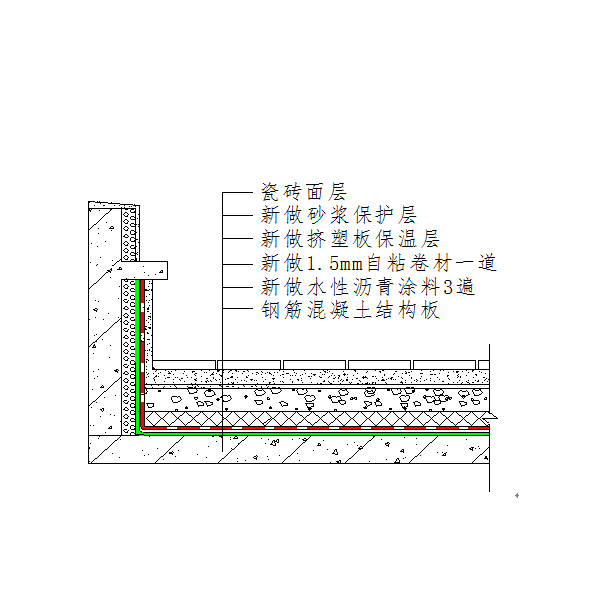 瓷砖面层
新做砂浆保护层
新做挤塑板保温层
新做1.5mm自粘卷材一道
新做水性沥青涂料3遍
钢筋混凝土结构板